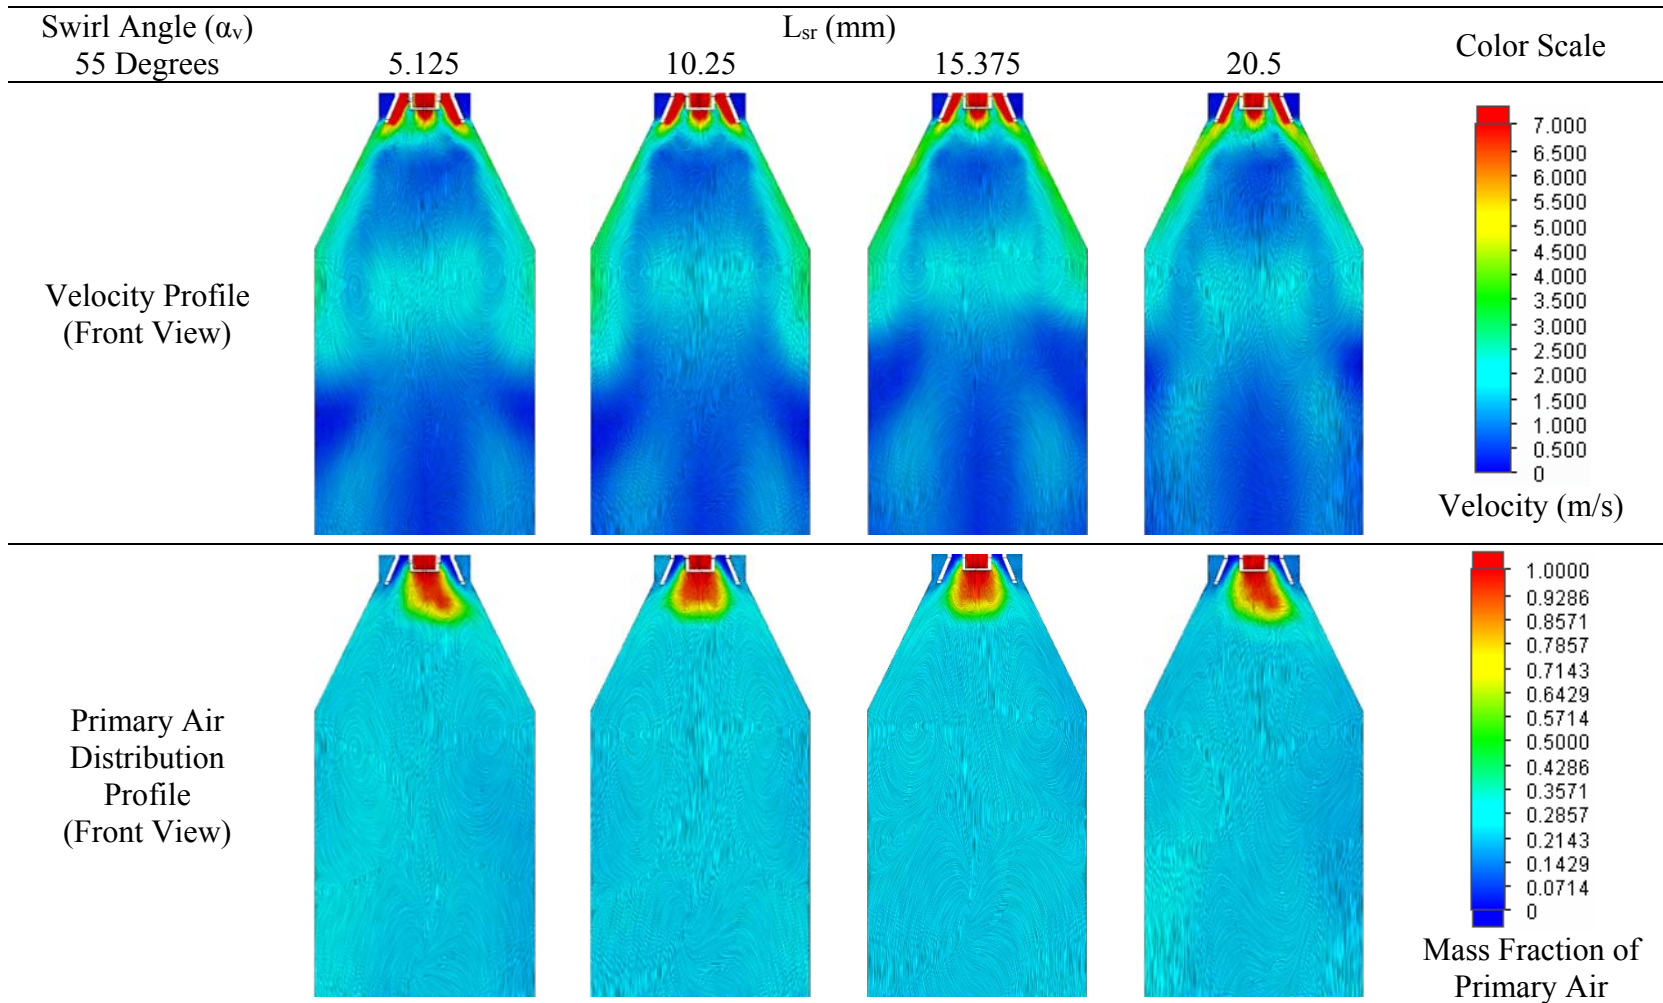 Swirl Angle (αv)
55 Degrees
Lsr (mm)
5.125
10.25
15.375
20.5
Color Scale
Velocity Profile
(Front View)
7.000
6.500
6.000
5.500
5.000
4.500
4.000
3.500
3.000
2.500
2.000
1.500
1.000
0.500
0
Velocity (m/s)
Primary Air
Distribution
Profile
(Front View)
1.0000
0.9286
0.8571
0.7857
0.7143
0.6429
0.5714
0.5000
0.4286
0.3571
0.2857
0.2143
0.1429
0.0714
0
Mass Fraction of
Primary Air